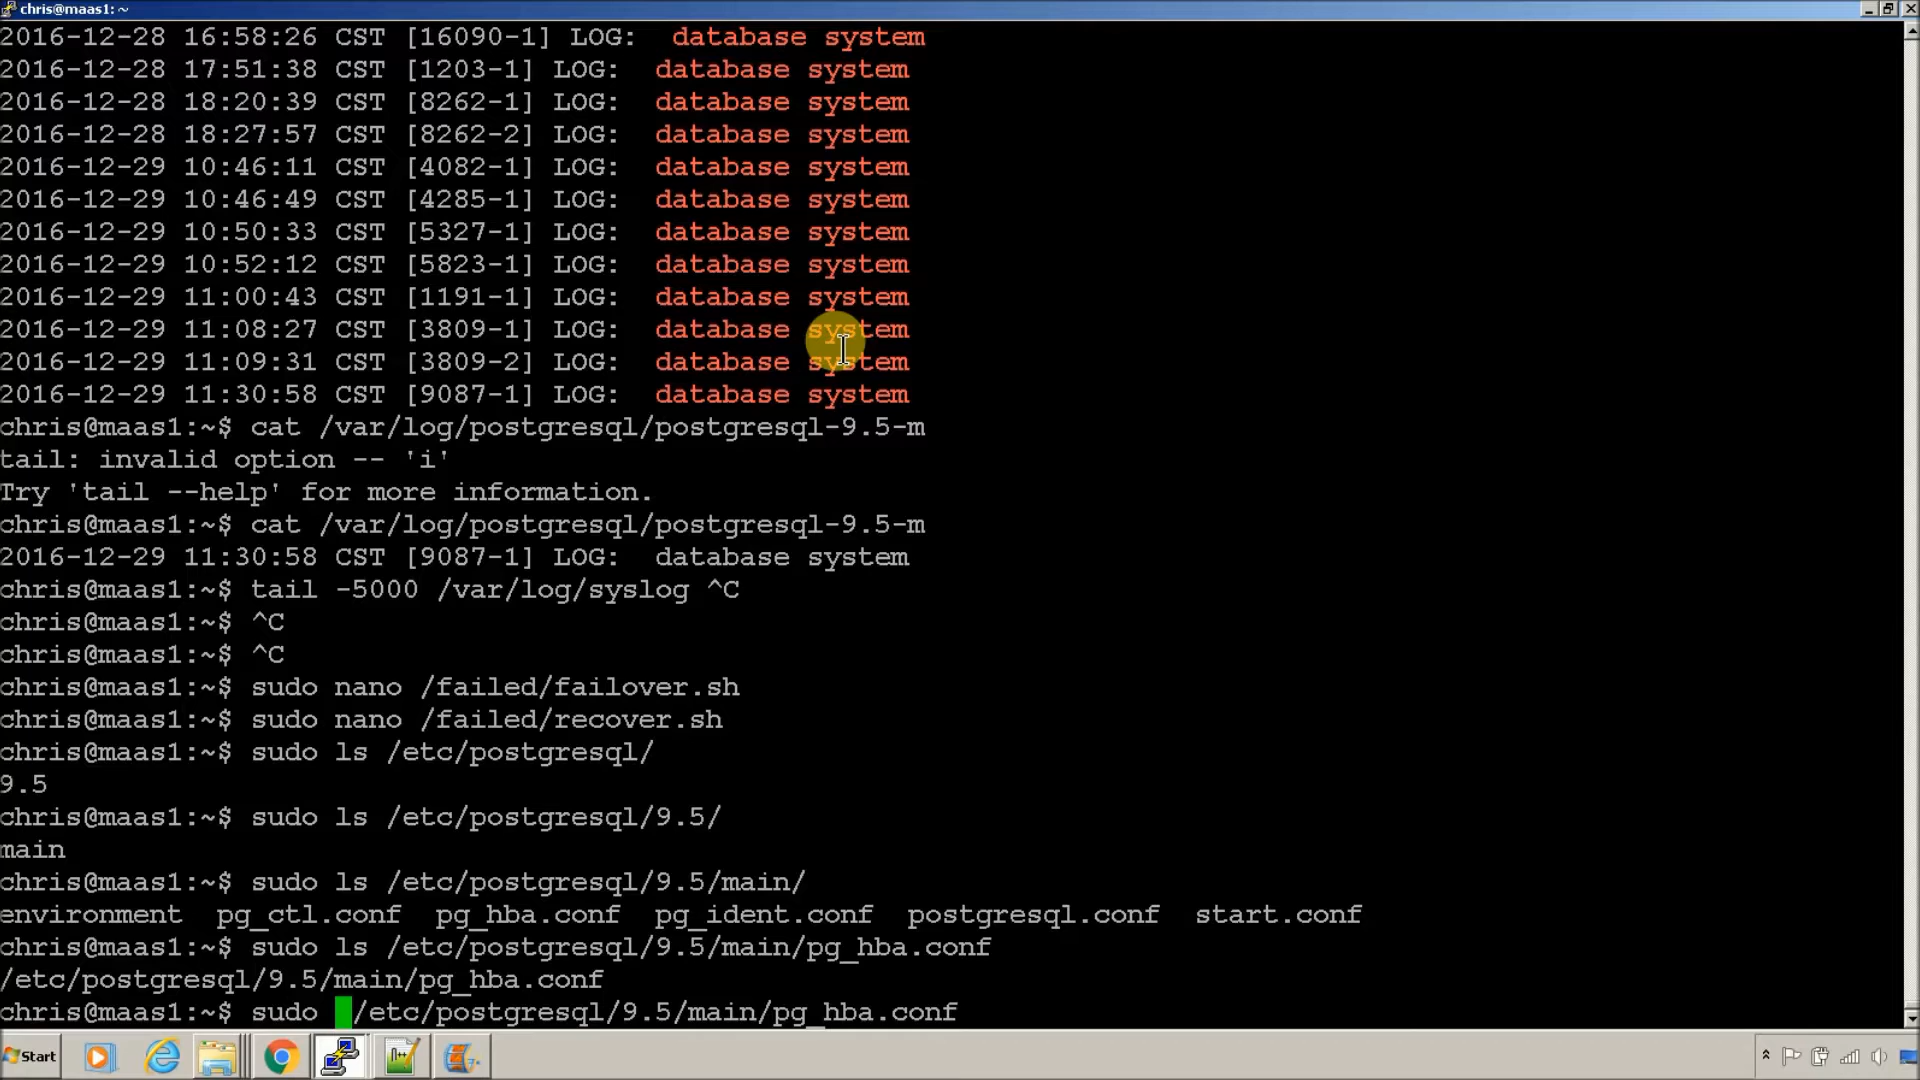 chris@maas1: ~
2016-12-28 16:58:26 CST [16090-1] LOG:  database system
2016-12-28 17:51:38 CST [1203-1] LOG:  database system
2016-12-28 18:20:39 CST [8262-1] LOG:  database system
2016-12-28 18:27:57 CST [8262-2] LOG:  database system
2016-12-29 10:46:11 CST [4082-1] LOG:  database system
2016-12-29 10:46:49 CST [4285-1] LOG:  database system
2016-12-29 10:50:33 CST [5327-1] LOG:  database system
2016-12-29 10:52:12 CST [5823-1] LOG:  database system
2016-12-29 11:00:43 CST [1191-1] LOG:  database system
2016-12-29 11:08:27 CST [3809-1] LOG:  database system
2016-12-29 11:09:31 CST [3809-2] LOG:  database system
2016-12-29 11:30:58 CST [9087-1] LOG:  database system
chris@maas1:~$ cat /var/log/postgresql/postgresql-9.5-m
tail: invalid option -- 'i'
Try 'tail --help' for more information.
chris@maas1:~$ cat /var/log/postgresql/postgresql-9.5-m
2016-12-29 11:30:58 CST [9087-1] LOG:  database system
chris@maas1:~$ tail -5000 /var/log/syslog ^C
chris@maas1:~$ ^C
chris@maas1:~$ ^C
chris@maas1:~$ sudo nano /failed/failover.sh
chris@maas1:~$ sudo nano /failed/recover.sh
chris@maas1:~$ sudo ls /etc/postgresql/
9.5
chris@maas1:~$ sudo ls /etc/postgresql/9.5/
main
chris@maas1:~$ sudo ls /etc/postgresql/9.5/main/
environment  pg_ctl.conf  pg_hba.conf  pg_ident.conf  postgresql.conf  start.conf
chris@maas1:~$ sudo ls /etc/postgresql/9.5/main/pg_hba.conf
/etc/postgresql/9.5/main/pg_hba.conf
chris@maas1:~$ sudo  /etc/postgresql/9.5/main/pg_hba.conf
Start